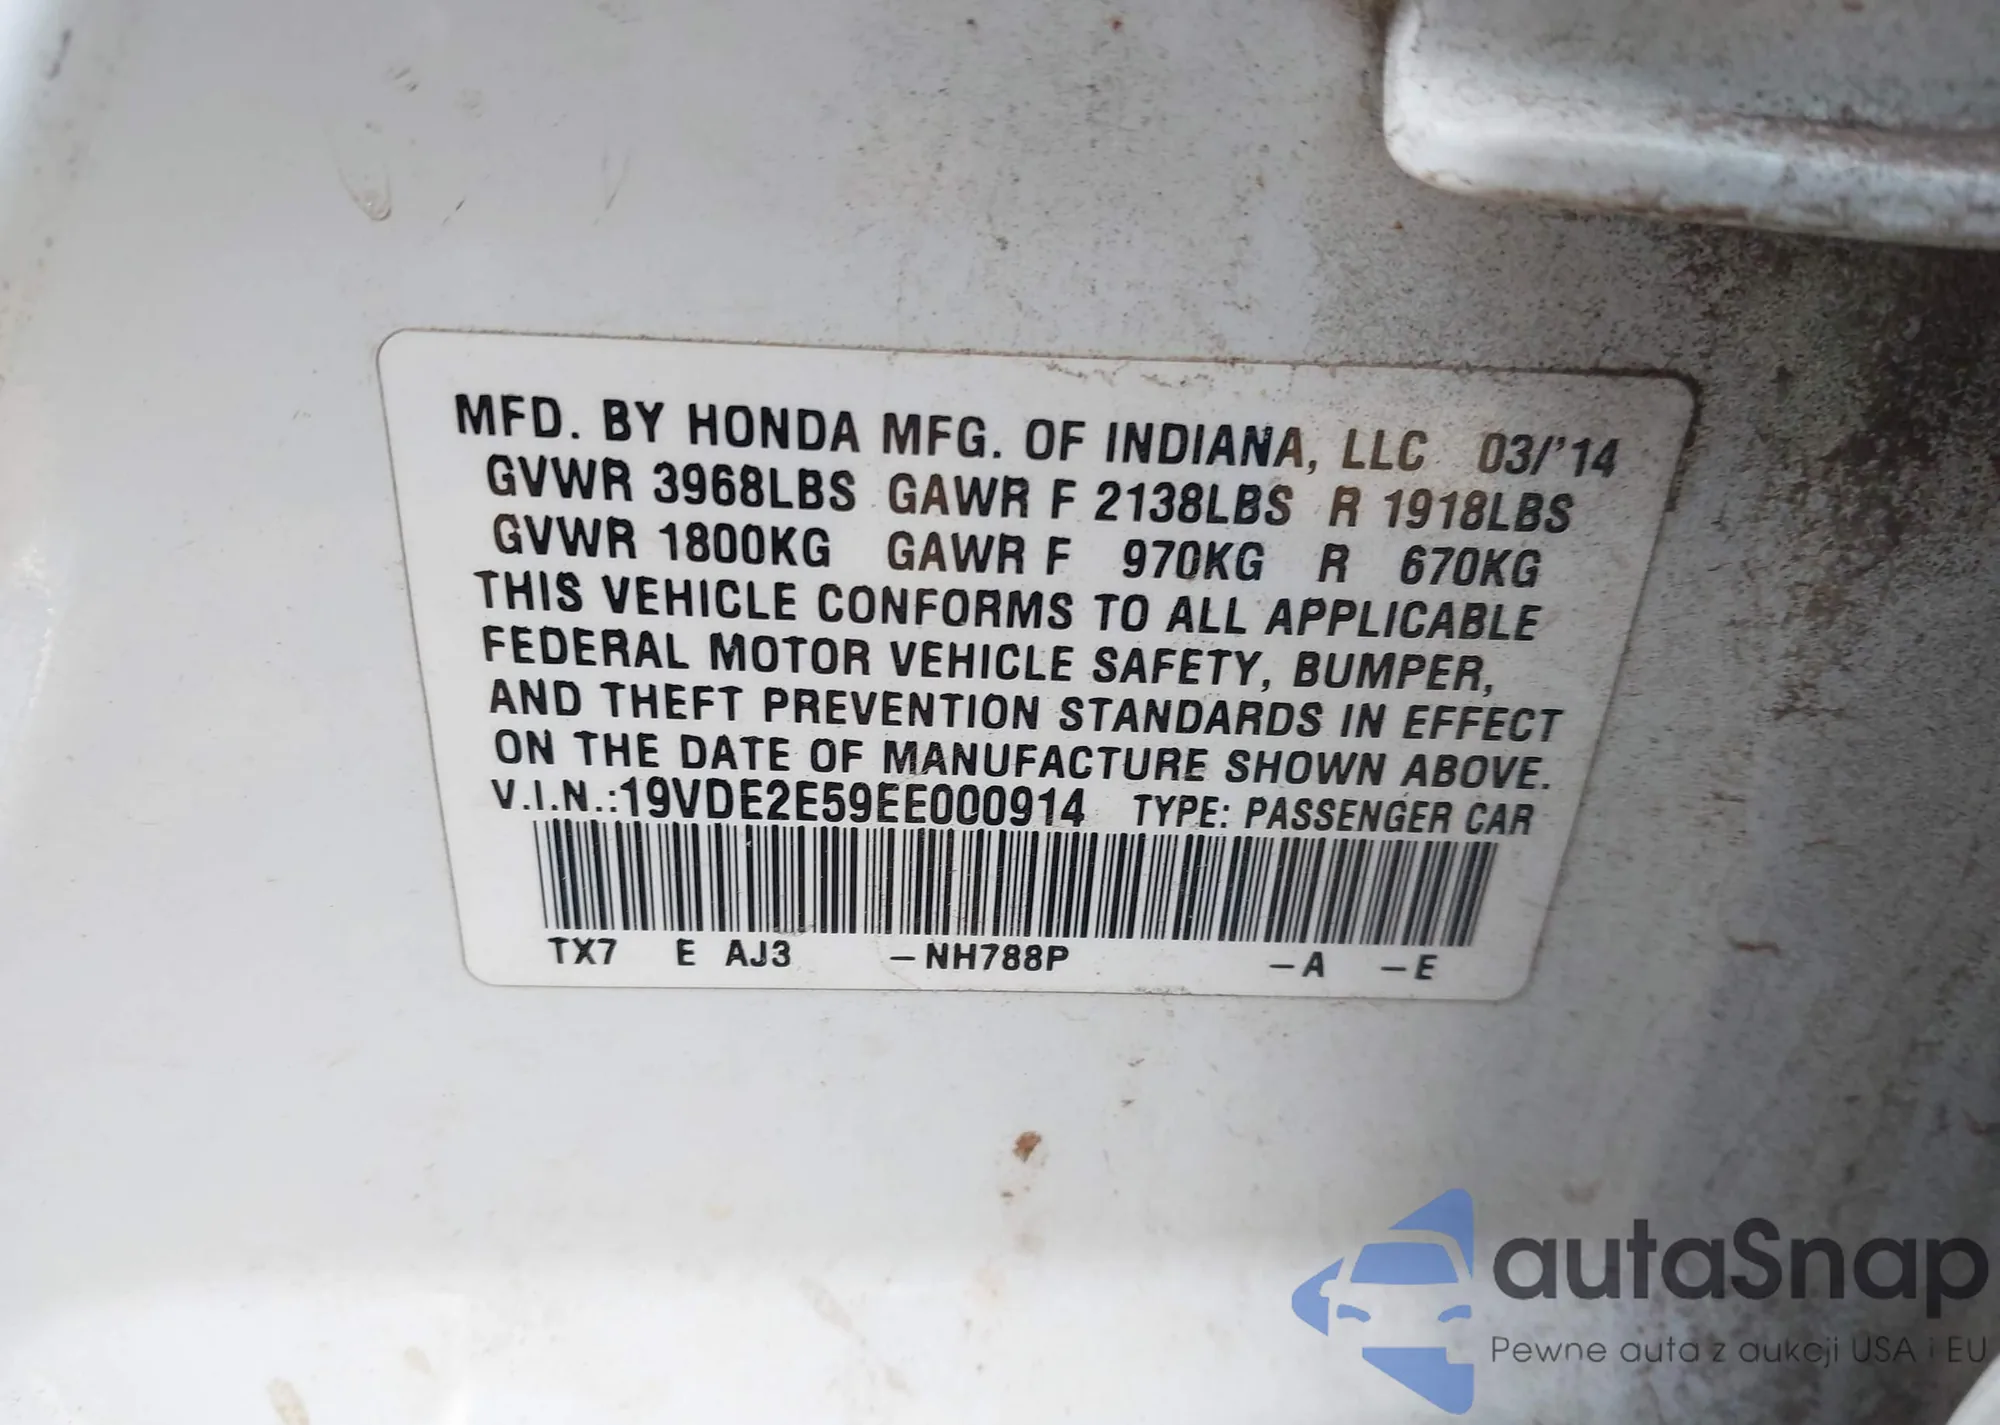 MFD. BY HONDA MFG. OF INDIANA, LLC 03/'14
GVWR 3968LBS GAWR F 2138LBS R 1918LBS
GVWR 1800KG GAWR F 970KG R 670KG
THIS VEHICLE CONFORMS TO ALL APPLICABLE
FEDERAL MOTOR VEHICLE SAFETY, BUMPER,
AND THEFT PREVENTION STANDARDS IN EFFECT
ON THE DATE OF MANUFACTURE SHOWN ABOVE.
V.I.N.:19VDE2E59EE000914 TYPE: PASSENGER CAR
TX7 E AJ3 –NH788P –A –E
autaSnap
Pewne auta z aukcji USA i EU